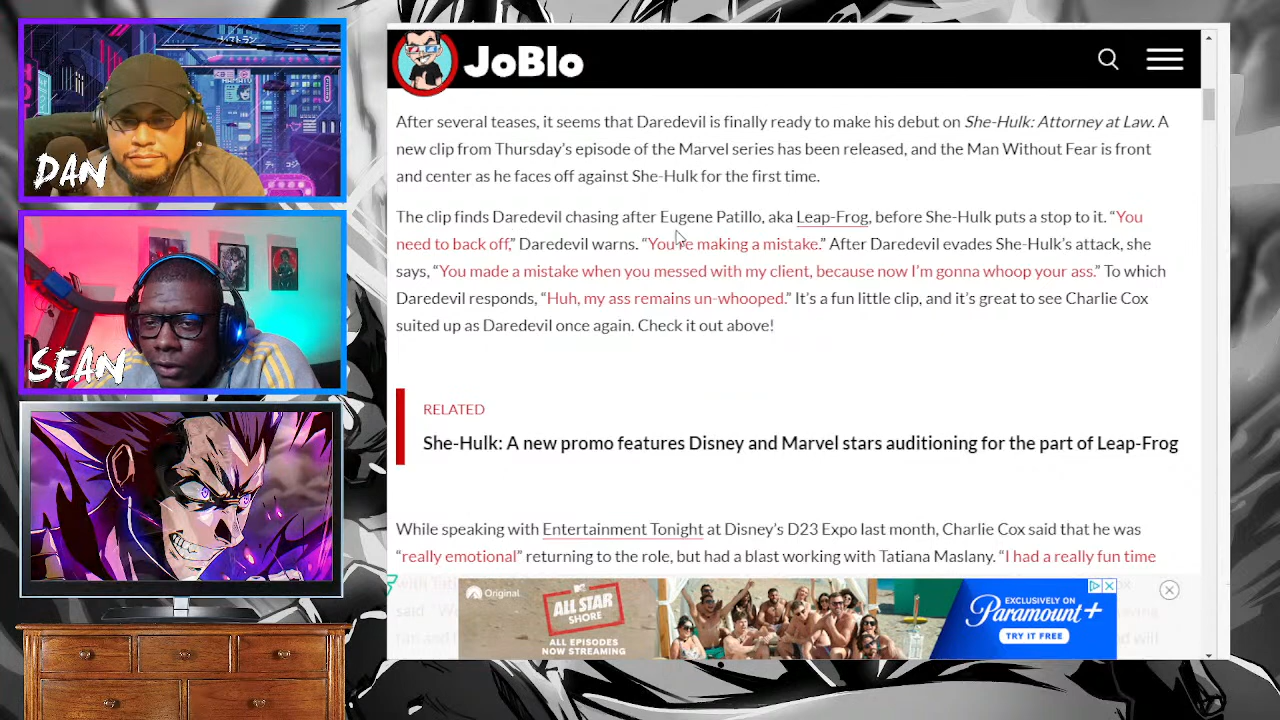 DAN
SEAN
JoBlo
After several teases, it seems that Daredevil is finally ready to make his debut on She-Hulk: Attorney at Law. A
new clip from Thursday's episode of the Marvel series has been released, and the Man Without Fear is front
and center as he faces off against She-Hulk for the first time.
The clip finds Daredevil chasing after Eugene Patillo, aka Leap-Frog, before She-Hulk puts a stop to it. “You
need to back off,” Daredevil warns. “You're making a mistake.” After Daredevil evades She-Hulk's attack, she
says, “You made a mistake when you messed with my client, because now I'm gonna whoop your ass.” To which
Daredevil responds, “Huh, my ass remains un-whooped.” It's a fun little clip, and it's great to see Charlie Cox
suited up as Daredevil once again. Check it out above!
RELATED
She-Hulk: A new promo features Disney and Marvel stars auditioning for the part of Leap-Frog
While speaking with Entertainment Tonight at Disney's D23 Expo last month, Charlie Cox said that he was
“really emotional” returning to the role, but had a blast working with Tatiana Maslany. “I had a really fun time
Original
ALL STAR
SHORE
ALL EPISODES
NOW STREAMING
EXCLUSIVELY ON
Paramount+
TRY IT FREE